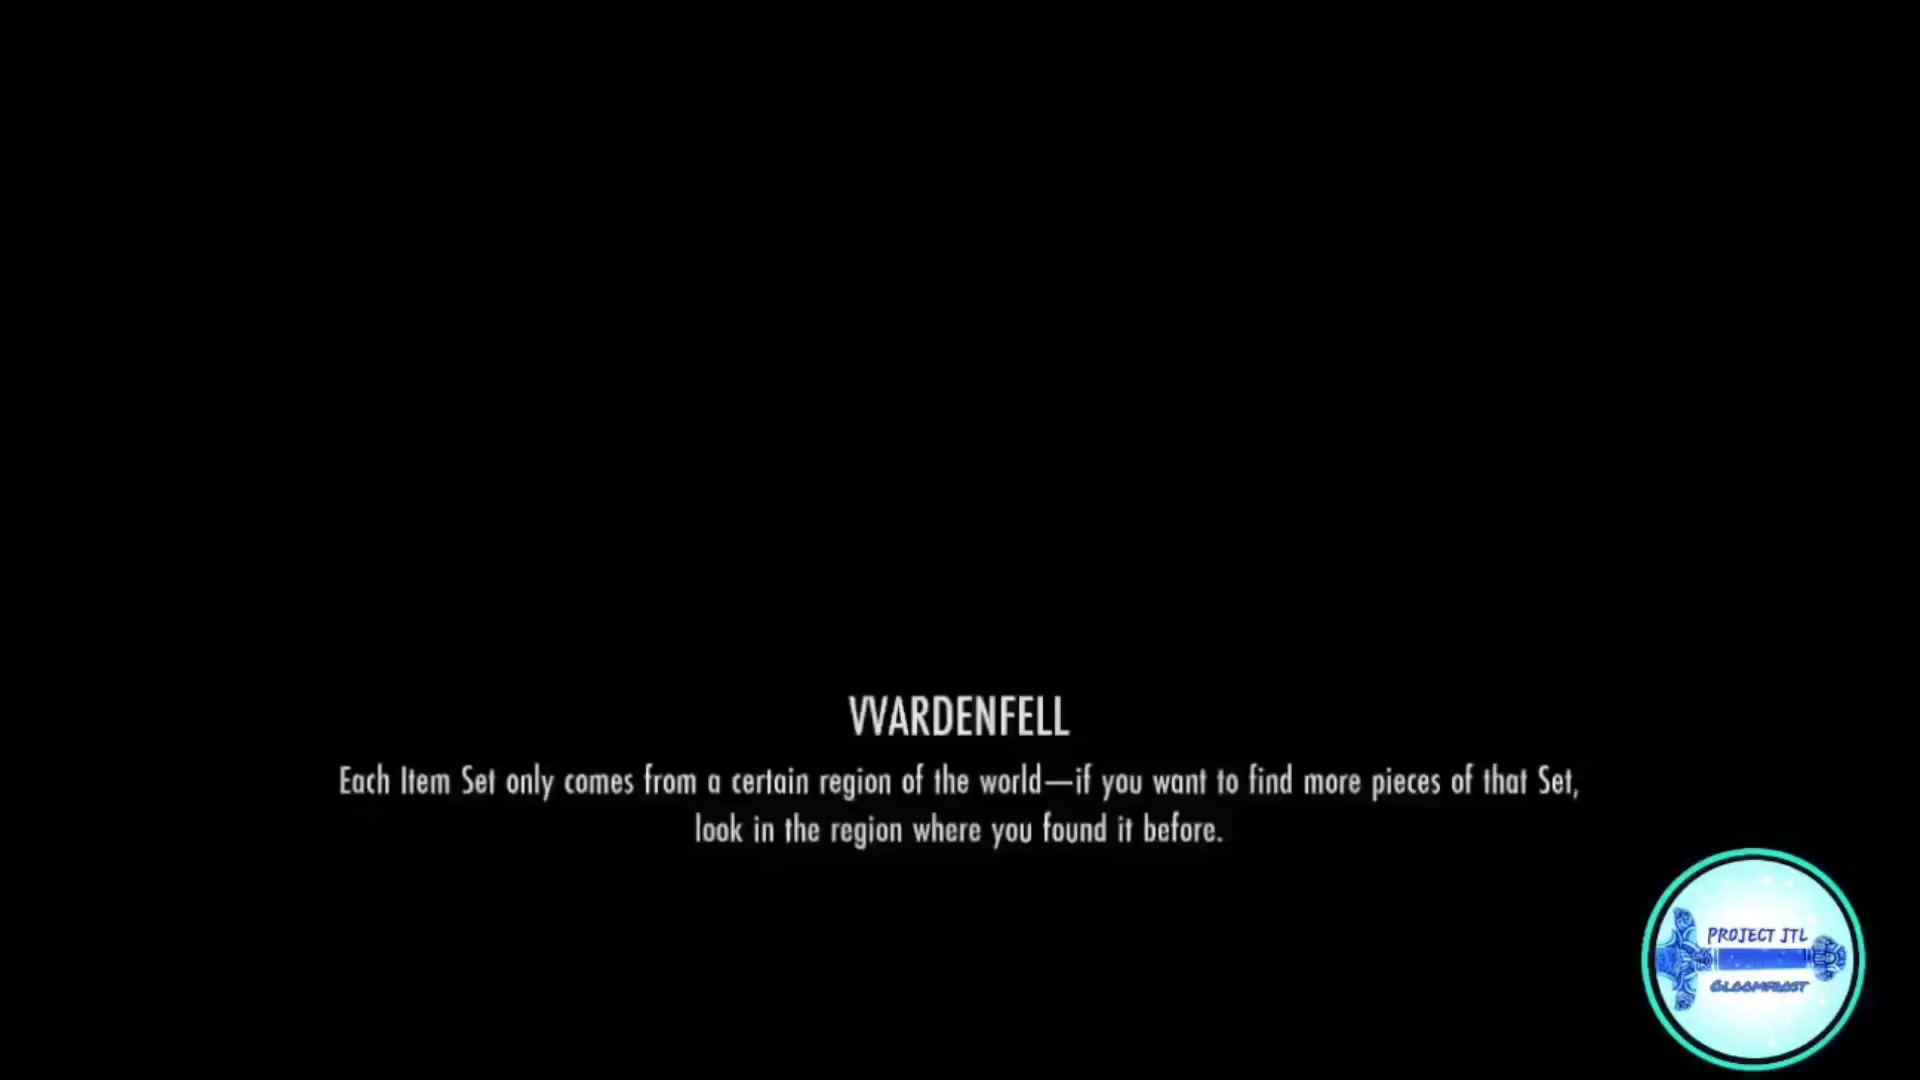 VVARDENFELL
Each Item Set only comes from a certain region of the world—if you want to find more pieces of that Set,
look in the region where you found it before.
PROJECT JTL
GLOOMFROST